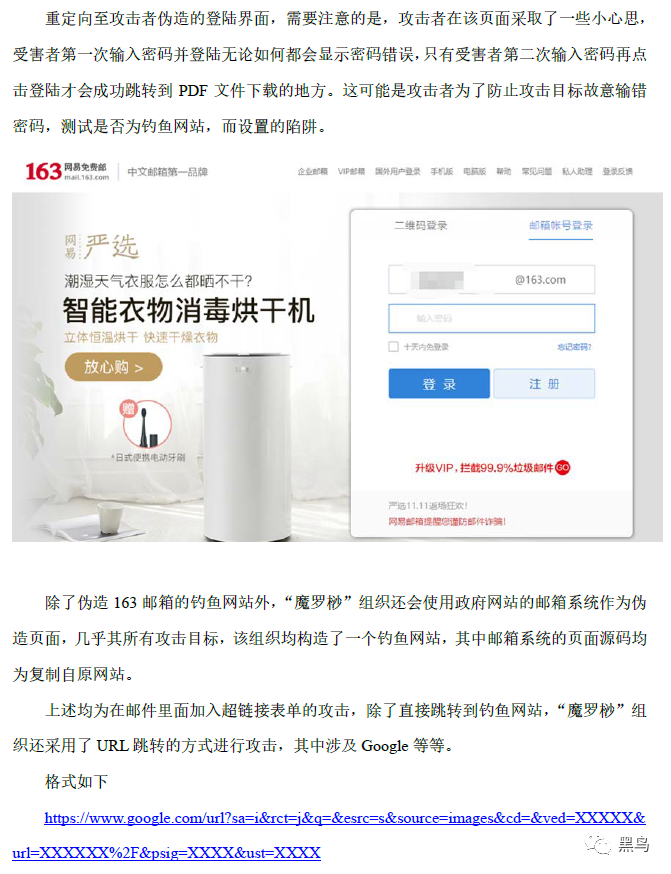 重定向至攻击者伪造的登陆界面，需要注意的是，攻击者在该页面采取了一些小心思，
受害者第一次输入密码并登陆无论如何都会显示密码错误，只有受害者第二次输入密码再点
击登陆才会成功跳转到 PDF 文件下载的地方。这可能是攻击者为了防止攻击目标故意输错
密码，测试是否为钓鱼网站，而设置的陷阱。
163 网易免费邮 mail.163.com 中文邮箱第一品牌 企业邮箱 VIP邮箱 国外用户登录 手机版 电脑版 帮助 常见问题 私人助理 登录反馈
网易 严选
潮湿天气衣服怎么都晒不干?
智能衣物消毒烘干机
立体恒温烘干 快速干燥衣物
放心购 >
赠
*日式便携电动牙刷
二维码登录 邮箱帐号登录
@163.com
输入密码
十天内免登录 忘记密码?
登 录 注 册
升级VIP，拦截99.9%垃圾邮件 GO
严选11.11返场狂欢!
网易邮箱提醒您谨防邮件诈骗!
除了伪造 163 邮箱的钓鱼网站外，“魔罗桫”组织还会使用政府网站的邮箱系统作为伪
造页面，几乎其所有攻击目标，该组织均构造了一个钓鱼网站，其中邮箱系统的页面源码均
为复制自原网站。
上述均为在邮件里面加入超链接表单的攻击，除了直接跳转到钓鱼网站，“魔罗桫”组
织还采用了 URL 跳转的方式进行攻击，其中涉及 Google 等等。
格式如下
https://www.google.com/url?sa=i&rct=j&q=&esrc=s&source=images&cd=&ved=XXXXX&
url=XXXXXX%2F&psig=XXXX&ust=XXXX
黑鸟